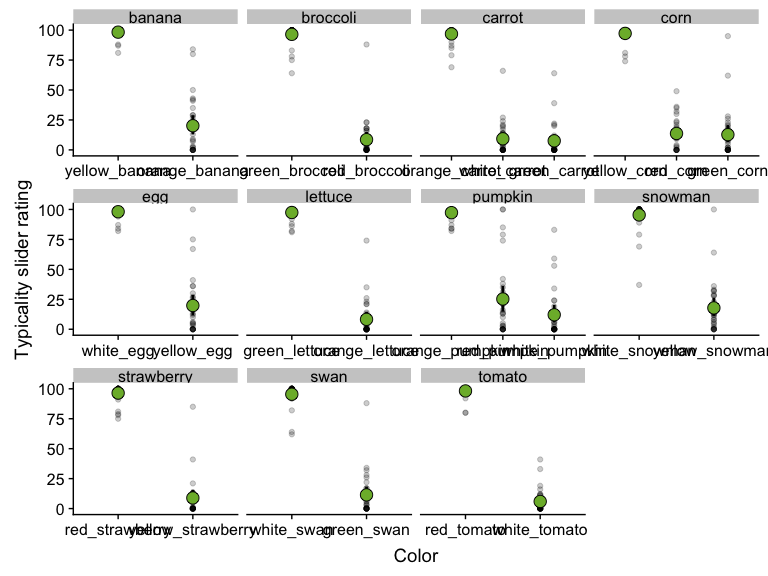 banana broccoli carrot corn
100
75
50
25
0
yellow_banana orange_banana green_broccoli red_broccoli orange_carrot white_carrot green_carrot yellow_corn red_corn green_corn
egg lettuce pumpkin snowman
100
75
50
25
0
white_egg yellow_egg green_lettuce orange_lettuce orange_pumpkin red_pumpkin white_pumpkin white_snowman yellow_snowman
strawberry swan tomato
100
75
50
25
0
red_strawberry yellow_strawberry white_swan green_swan red_tomato white_tomato
Typicality slider rating
Color